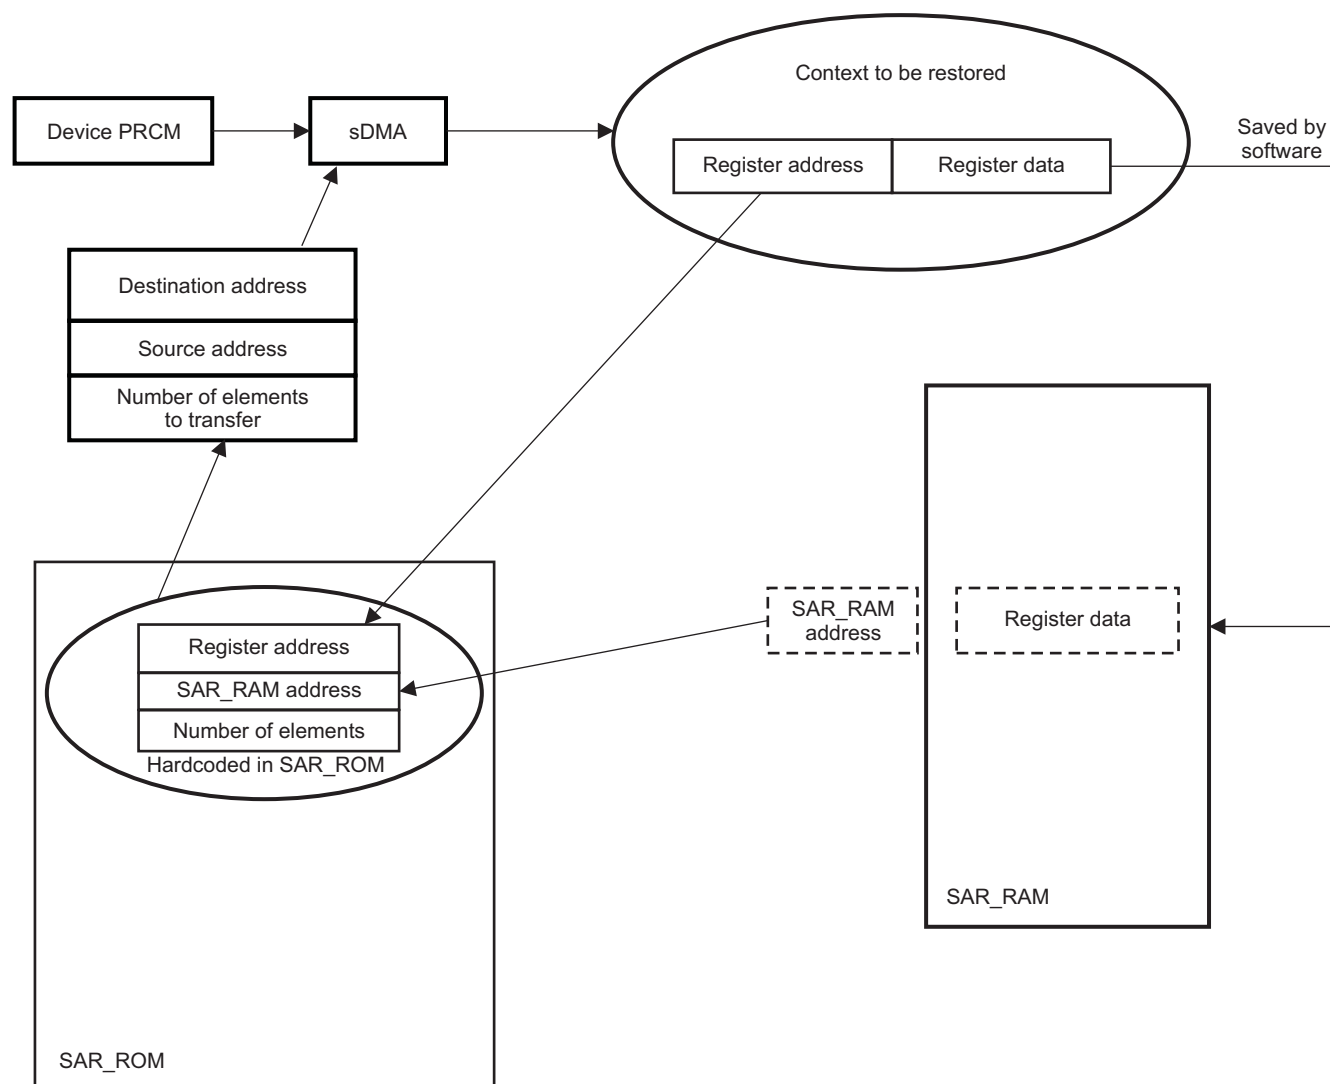 Context to be restored
Device PRCM
sDMA
Saved by
software
Register address
Register data
Destination address
Source address
Number of elements
to transfer
SAR_RAM
address
Register data
Register address
SAR_RAM address
Number of elements
Hardcoded in SAR_ROM
SAR_RAM
SAR_ROM